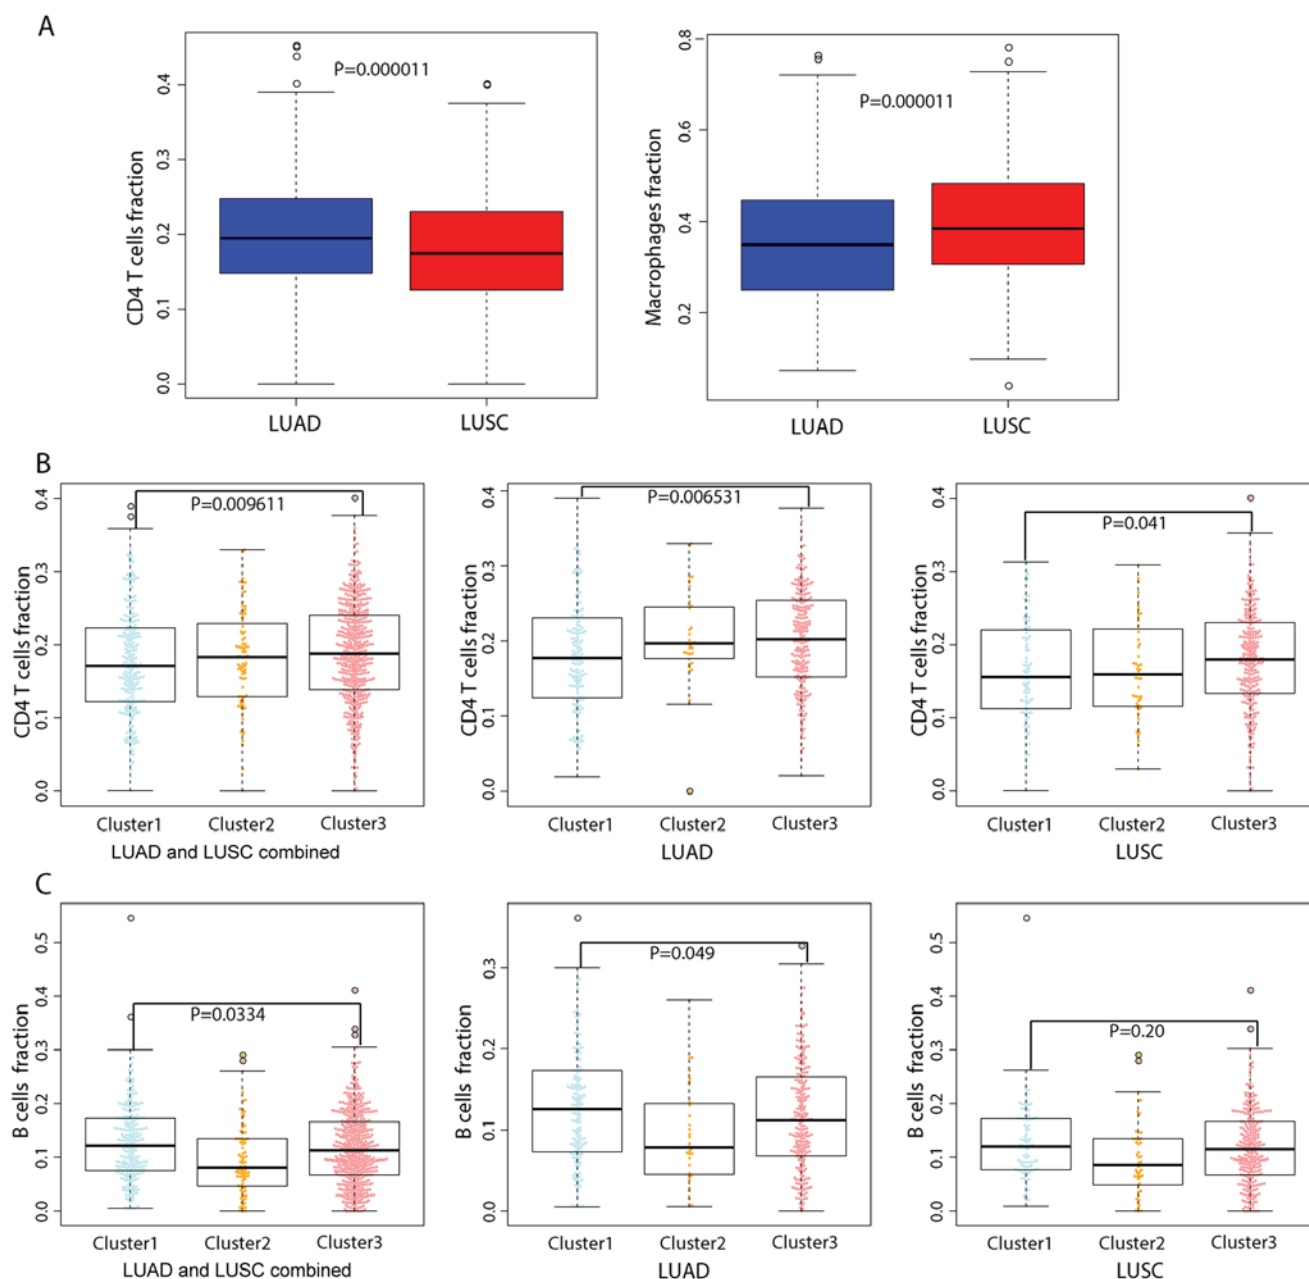 A
CD4 T cells fraction
0.0
0.1
0.2
0.3
0.4
P=0.000011
LUAD
LUSC
Macrophages fraction
0.2
0.4
0.6
0.8
P=0.000011
LUAD
LUSC
B
CD4 T cells fraction
0.0
0.1
0.2
0.3
0.4
P=0.009611
Cluster1
Cluster2
Cluster3
LUAD and LUSC combined
CD4 T cells fraction
0.0
0.1
0.2
0.3
0.4
P=0.006531
Cluster1
Cluster2
Cluster3
LUAD
CD4 T cells fraction
0.0
0.1
0.2
0.3
0.4
P=0.041
Cluster1
Cluster2
Cluster3
LUSC
C
B cells fraction
0.0
0.1
0.2
0.3
0.4
0.5
P=0.0334
Cluster1
Cluster2
Cluster3
LUAD and LUSC combined
B cells fraction
0.0
0.1
0.2
0.3
P=0.049
Cluster1
Cluster2
Cluster3
LUAD
B cells fraction
0.0
0.1
0.2
0.3
0.4
0.5
P=0.20
Cluster1
Cluster2
Cluster3
LUSC